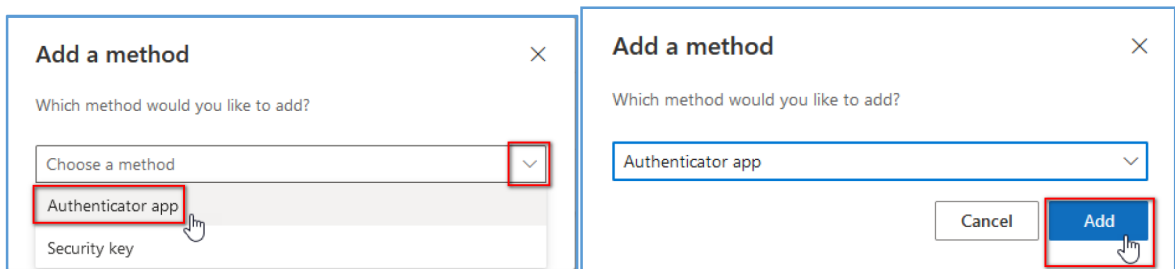 Add a method
Which method would you like to add?
Choose a method
Authenticator app
Security key
Add a method
Which method would you like to add?
Authenticator app
Cancel
Add